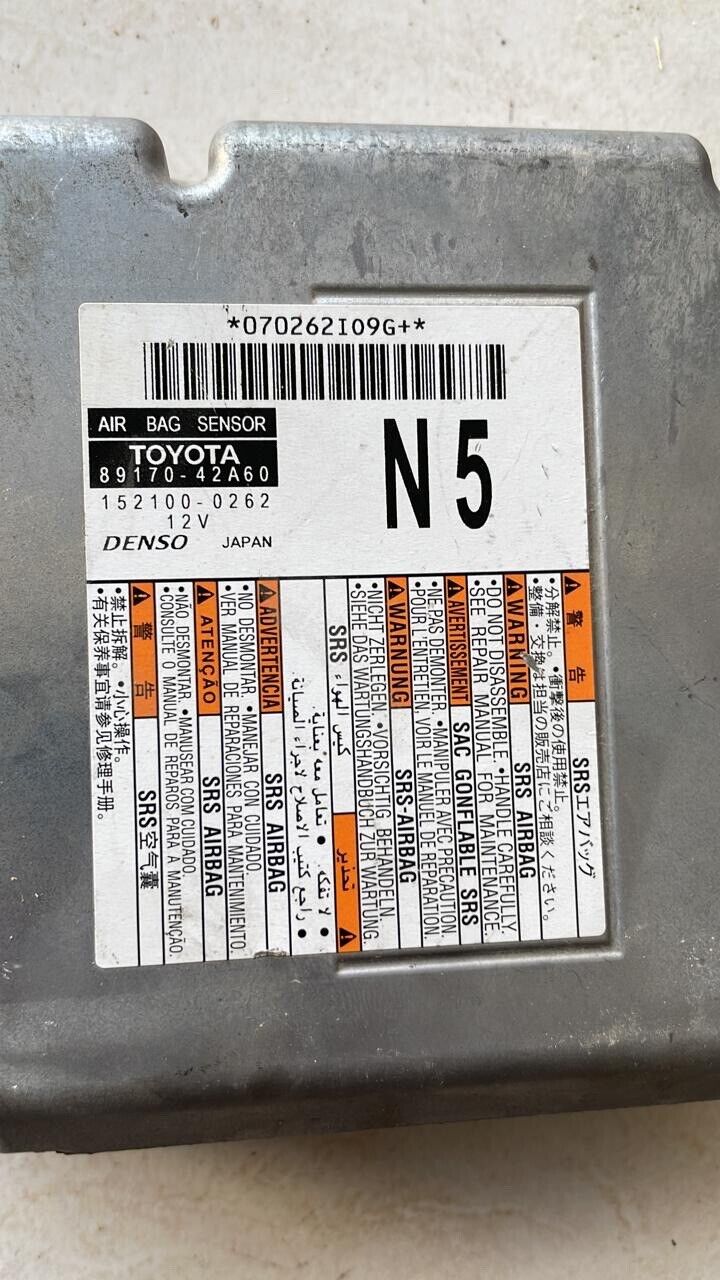 *070262I09G+*
AIR BAG SENSOR
TOYOTA
89170-42A60
152100-0262
12V
DENSO JAPAN
N5
警告 SRSエアバッグ
•分解禁止。•衝撃後の使用禁止。
•整備・交換は担当の販売店にご相談ください。
WARNING SRS AIRBAG
•DO NOT DISASSEMBLE. •HANDLE CAREFULLY.
•SEE REPAIR MANUAL FOR MAINTENANCE.
AVERTISSEMENT SAC GONFLABLE SRS
•NE PAS DEMONTER. •MANIPULER AVEC PRECAUTION.
•POUR L'ENTRETIEN, VOIR LE MANUEL DE REPARATION.
WARNUNG SRS-AIRBAG
•NICHT ZERLEGEN. •VORSICHTIG BEHANDELN.
•SIEHE DAS WARTUNGSHANDBUCH ZUR WARTUNG.
تحذير كيس الهواء SRS
• لا تفكه. • تعامل معه بعناية.
• راجع كتيب الاصلاح لاجراء الصيانة.
ADVERTENCIA SRS AIRBAG
•NO DESMONTAR. •MANEJAR CON CUIDADO.
•VER MANUAL DE REPARACIONES PARA MANTENIMIENTO.
ATENÇÃO SRS AIRBAG
•NÃO DESMONTAR. •MANUSEAR COM CUIDADO.
•CONSULTE O MANUAL DE REPAROS PARA A MANUTENÇÃO.
警告 SRS空气囊
•禁止拆解。•小心操作。
•有关保养事宜请参见修理手册。